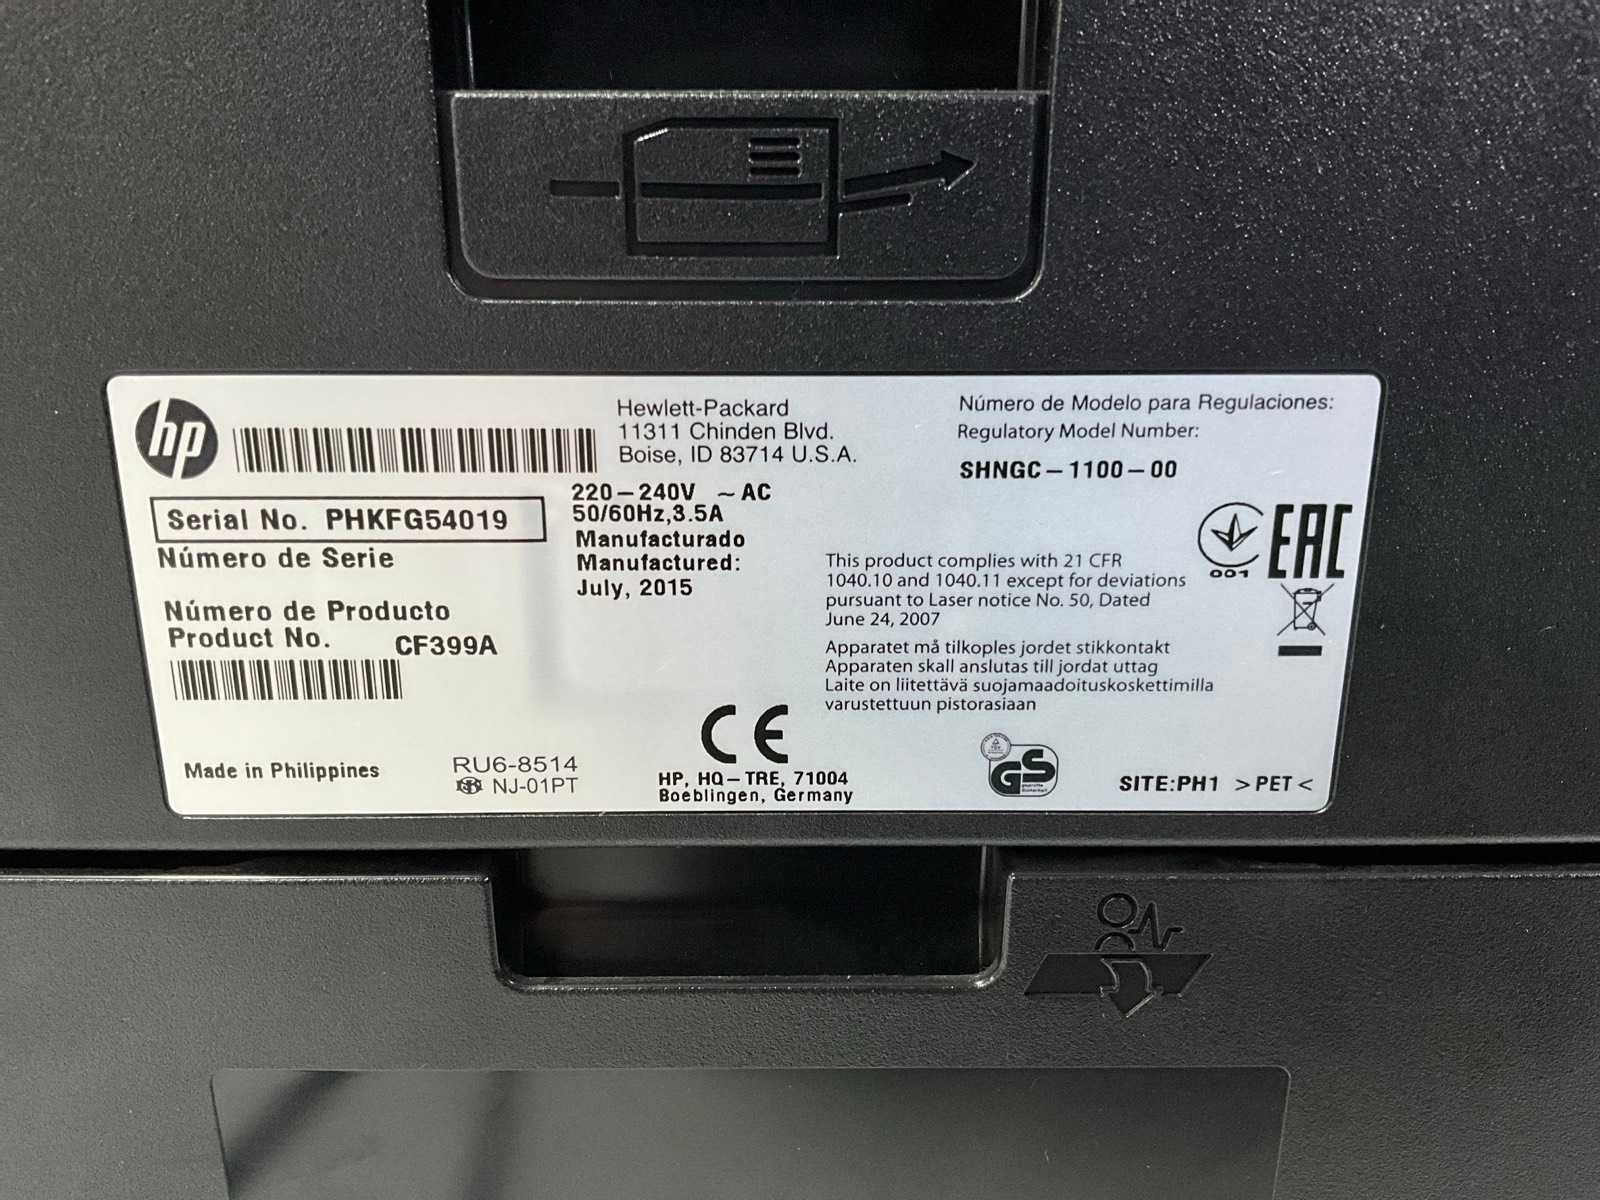 hp
Hewlett-Packard
11311 Chinden Blvd.
Boise, ID 83714 U.S.A.
Número de Modelo para Regulaciones:
Regulatory Model Number:
SHNGC-1100-00
Serial No. PHKFG54019
Número de Serie
220-240V ~ AC
50/60Hz,3.5A
Manufacturado
Manufactured:
July, 2015
Número de Producto
Product No. CF399A
This product complies with 21 CFR
1040.10 and 1040.11 except for deviations
pursuant to Laser notice No. 50, Dated
June 24, 2007
Apparatet må tilkoples jordet stikkontakt
Apparaten skall anslutas till jordat uttag
Laite on liitettävä suojamaadoituskoskettimilla
varustettuun pistorasiaan
001
EAC
Made in Philippines
RU6-8514
NJ-01PT
CE
HP, HQ-TRE, 71004
Boeblingen, Germany
GS
geprüfte
Sicherheit
SITE:PH1 >PET<